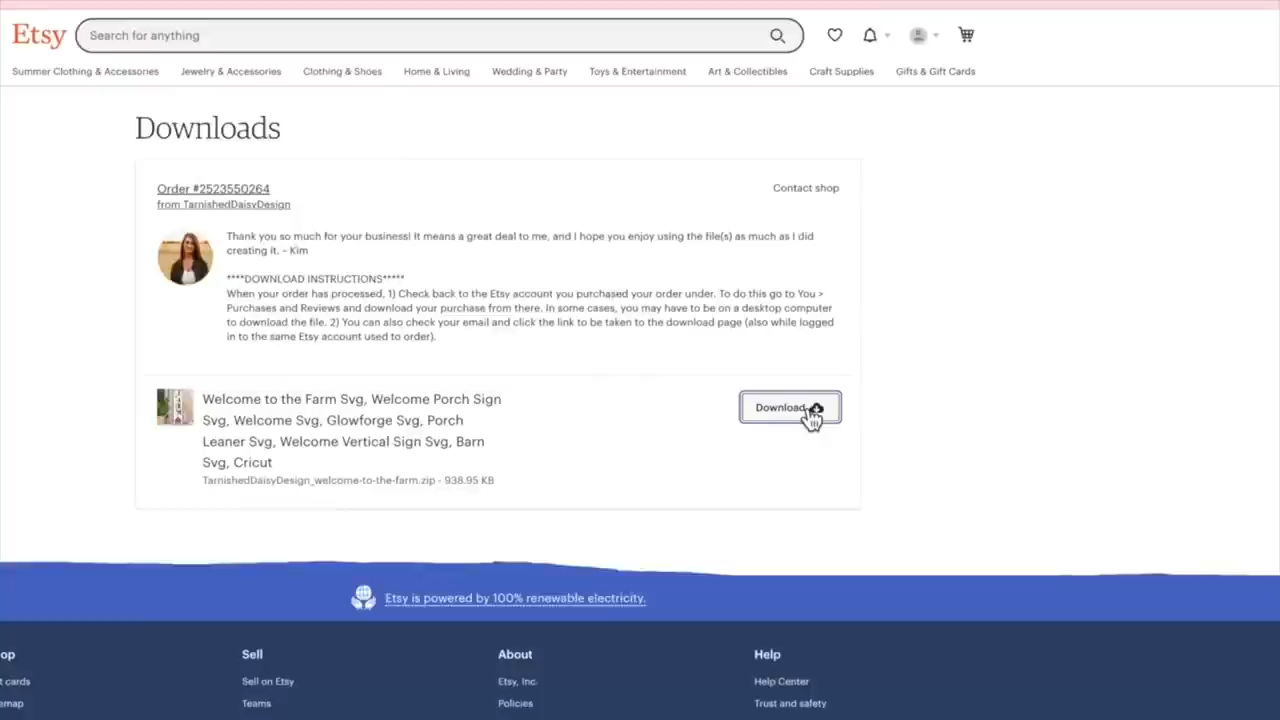 Etsy
Search for anything
Summer Clothing & Accessories Jewelry & Accessories Clothing & Shoes Home & Living Wedding & Party Toys & Entertainment Art & Collectibles Craft Supplies Gifts & Gift Cards
Downloads
Order #2523550264
Contact shop
from TarnishedDaisyDesign
Thank you so much for your business! It means a great deal to me, and I hope you enjoy using the file(s) as much as I did
creating it. - Kim
****DOWNLOAD INSTRUCTIONS*****
When your order has processed, 1) Check back to the Etsy account you purchased your order under. To do this go to You >
Purchases and Reviews and download your purchase from there. In some cases, you may have to be on a desktop computer
to download the file. 2) You can also check your email and click the link to be taken to the download page (also while logged
in to the same Etsy account used to order).
Welcome to the Farm Svg, Welcome Porch Sign
Svg, Welcome Svg, Glowforge Svg, Porch
Leaner Svg, Welcome Vertical Sign Svg, Barn
Svg, Cricut
TarnishedDaisyDesign_welcome-to-the-farm.zip - 938.95 KB
Download
Etsy is powered by 100% renewable electricity.
op Sell About Help
t cards Sell on Etsy Etsy, Inc. Help Center
emap Teams Policies Trust and safety